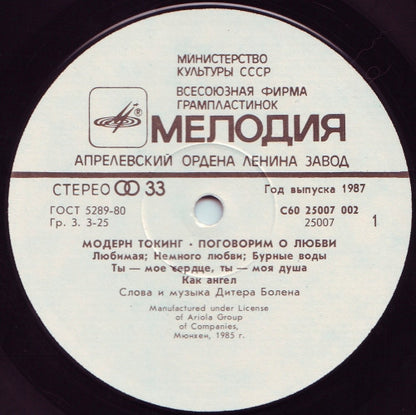 МИНИСТЕРСТВО
КУЛЬТУРЫ СССР
ВСЕСОЮЗНАЯ ФИРМА
ГРАМПЛАСТИНОК
МЕЛОДИЯ
АПРЕЛЕВСКИЙ ОРДЕНА ЛЕНИНА ЗАВОД
СТЕРЕО 33 Год выпуска 1987
ГОСТ 5289-80 С60 25007 002
Гр. 3. 3-25 25007 1
МОДЕРН ТОКИНГ · ПОГОВОРИМ О ЛЮБВИ
Любимая; Немного любви; Бурные воды
Ты — мое сердце, ты — моя душа
Как ангел
Слова и музыка Дитера Болена
Manufactured under License
of Ariola Group
of Companies,
Мюнхен, 1985 г.